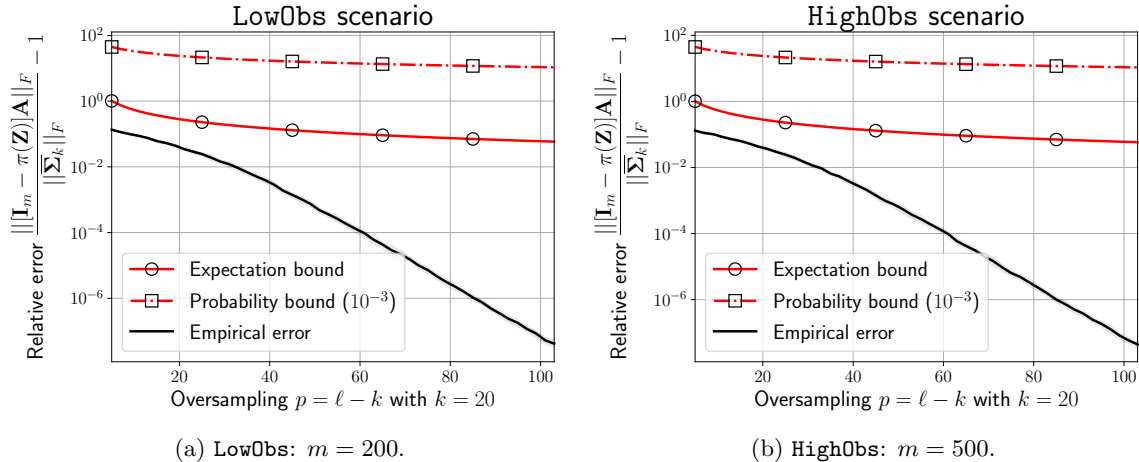 LowObs scenario
Relative error ||[I_m − π(Z)]A||_F / ||Σ̅_k||_F − 1
10^2
10^0
10^−2
10^−4
10^−6
Expectation bound
Probability bound (10^−3)
Empirical error
20 40 60 80 100
Oversampling p = ℓ − k with k = 20
(a) LowObs: m = 200.
HighObs scenario
Relative error ||[I_m − π(Z)]A||_F / ||Σ̅_k||_F − 1
10^2
10^0
10^−2
10^−4
10^−6
Expectation bound
Probability bound (10^−3)
Empirical error
20 40 60 80 100
Oversampling p = ℓ − k with k = 20
(b) HighObs: m = 500.